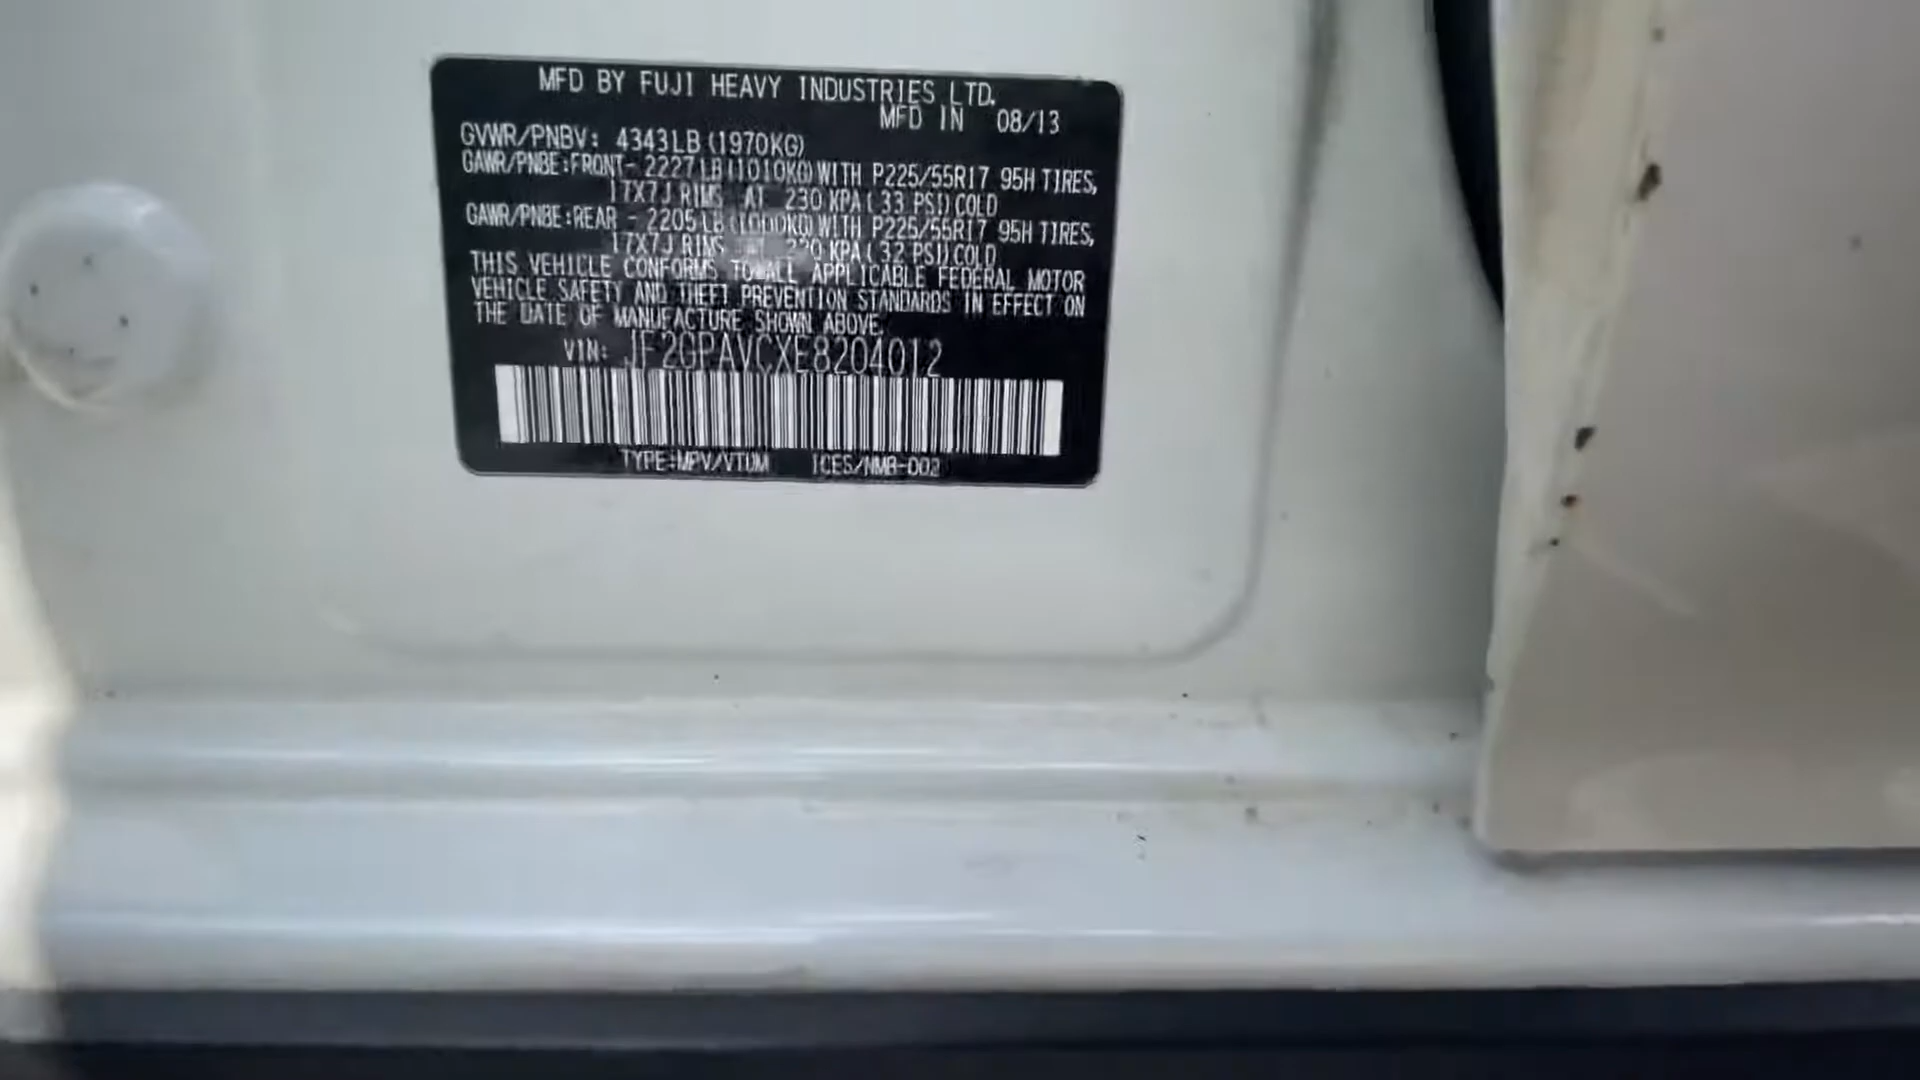 MFD BY FUJI HEAVY INDUSTRIES LTD.
MFD IN 08/13
GVWR/PNBV: 4343LB (1970KG)
GAWR/PNBE:FRONT- 2227LB(1010KG)WITH P225/55R17 95H TIRES,
17X7J RIMS AT 230 KPA( 33 PSI)COLD
GAWR/PNBE:REAR - 2205LB(1000KG)WITH P225/55R17 95H TIRES,
17X7J RIMS 220 KPA( 32 PSI)COLD
THIS VEHICLE CONFORMS TO ALL APPLICABLE FEDERAL MOTOR
VEHICLE SAFETY AND THEFT PREVENTION STANDARDS IN EFFECT ON
THE DATE OF MANUFACTURE SHOWN ABOVE.
VIN: JF2GPAVCXE8204012
TYPE:MPV/VTUM ICES/NMB-002